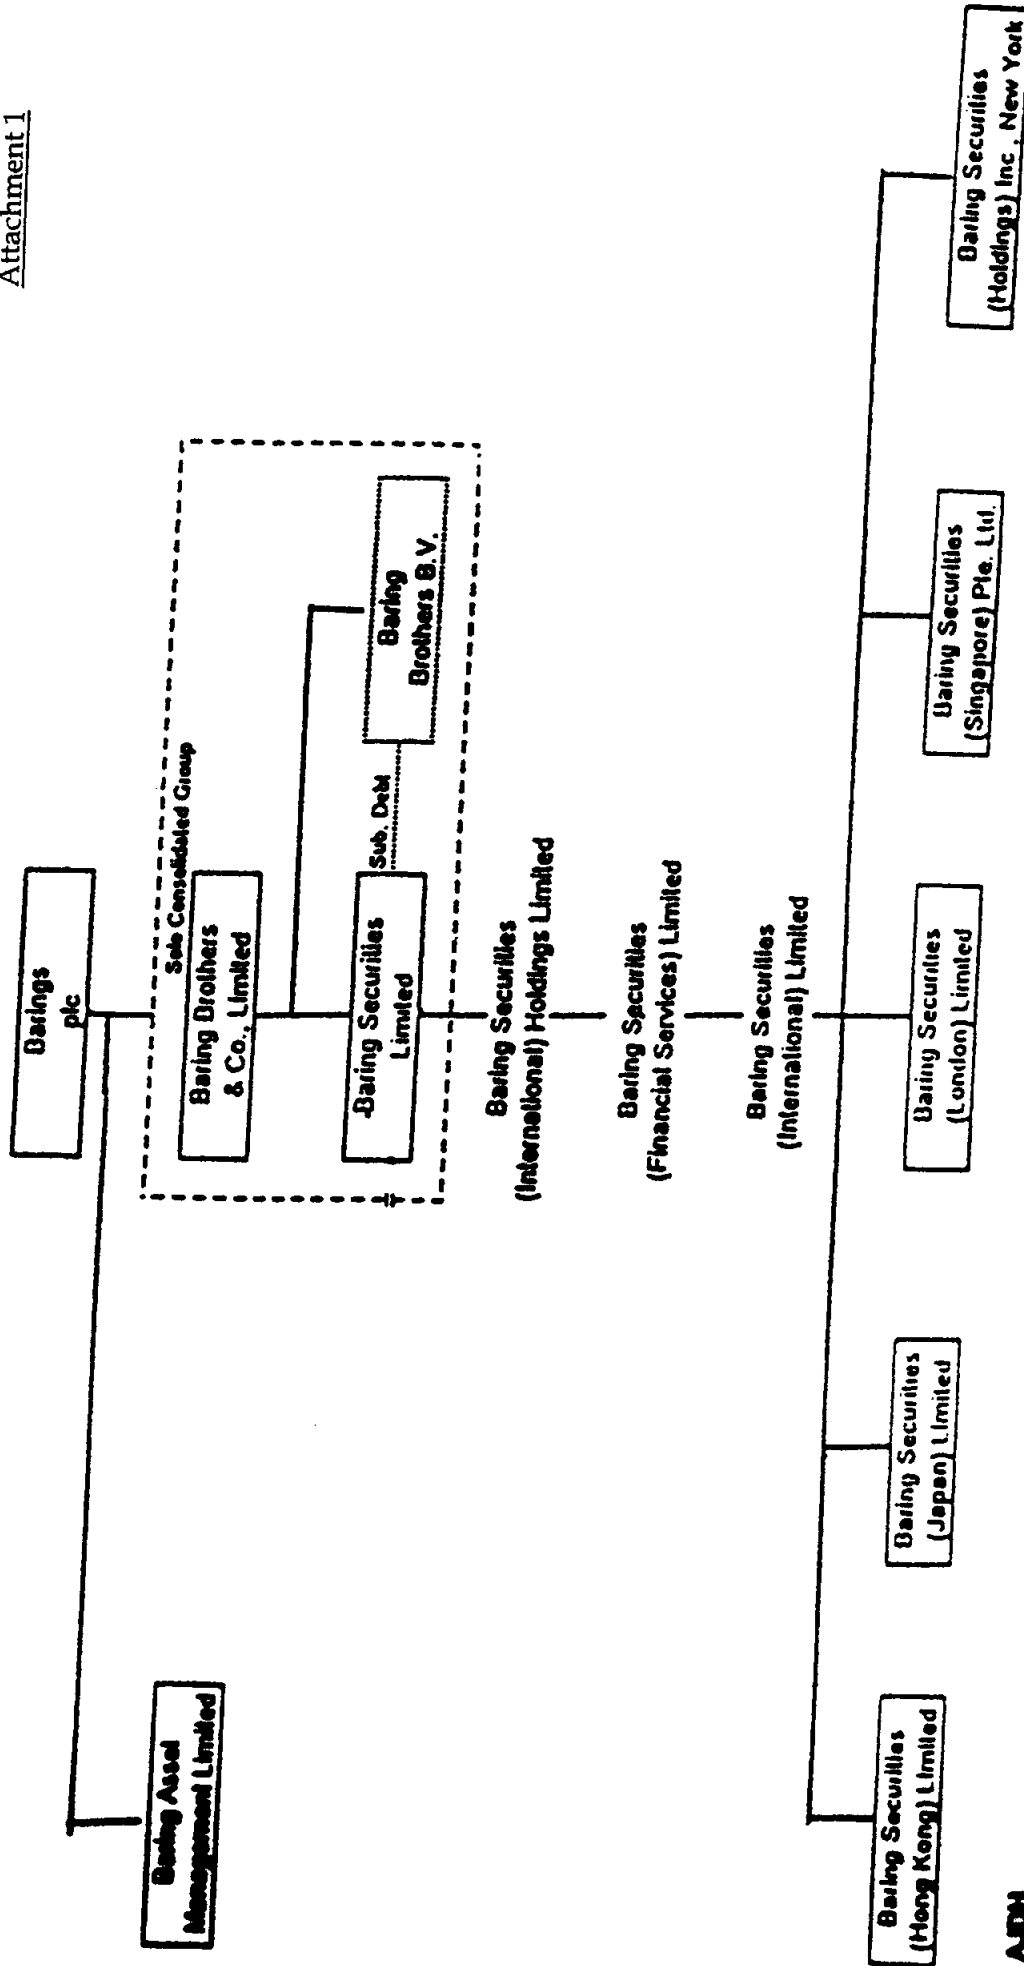 Attachment 1
Barings
plc
Solo Consolidated Group
Baring Asset
Management Limited
Baring Brothers
& Co., Limited
Baring Securities
Limited
Sub. Debt
Baring
Brothers B.V.
Baring Securities
(International) Holdings Limited
Baring Securities
(Financial Services) Limited
Baring Securities
(International) Limited
Baring Securities
(Hong Kong) Limited
Baring Securities
(Japan) Limited
Baring Securities
(London) Limited
Baring Securities
(Singapore) Pte. Ltd.
Baring Securities
(Holdings) Inc, New York